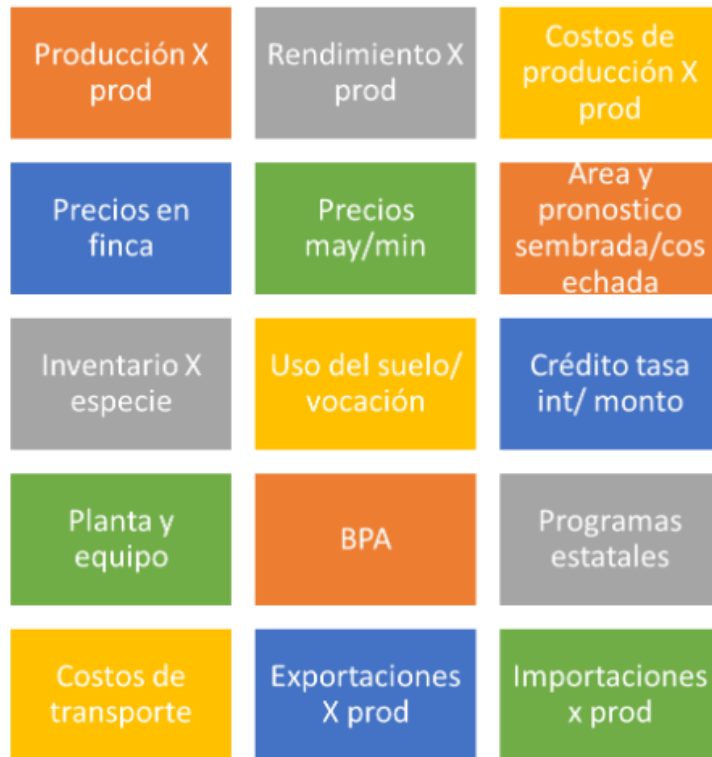 Producción X
prod
Rendimiento X
prod
Costos de
producción X
prod
Precios en
finca
Precios
may/min
Área y
pronostico
sembrada/cos
echada
Inventario X
especie
Uso del suelo/
vocación
Crédito tasa
int/ monto
Planta y
equipo
BPA
Programas
estatales
Costos de
transporte
Exportaciones
X prod
Importaciones
x prod